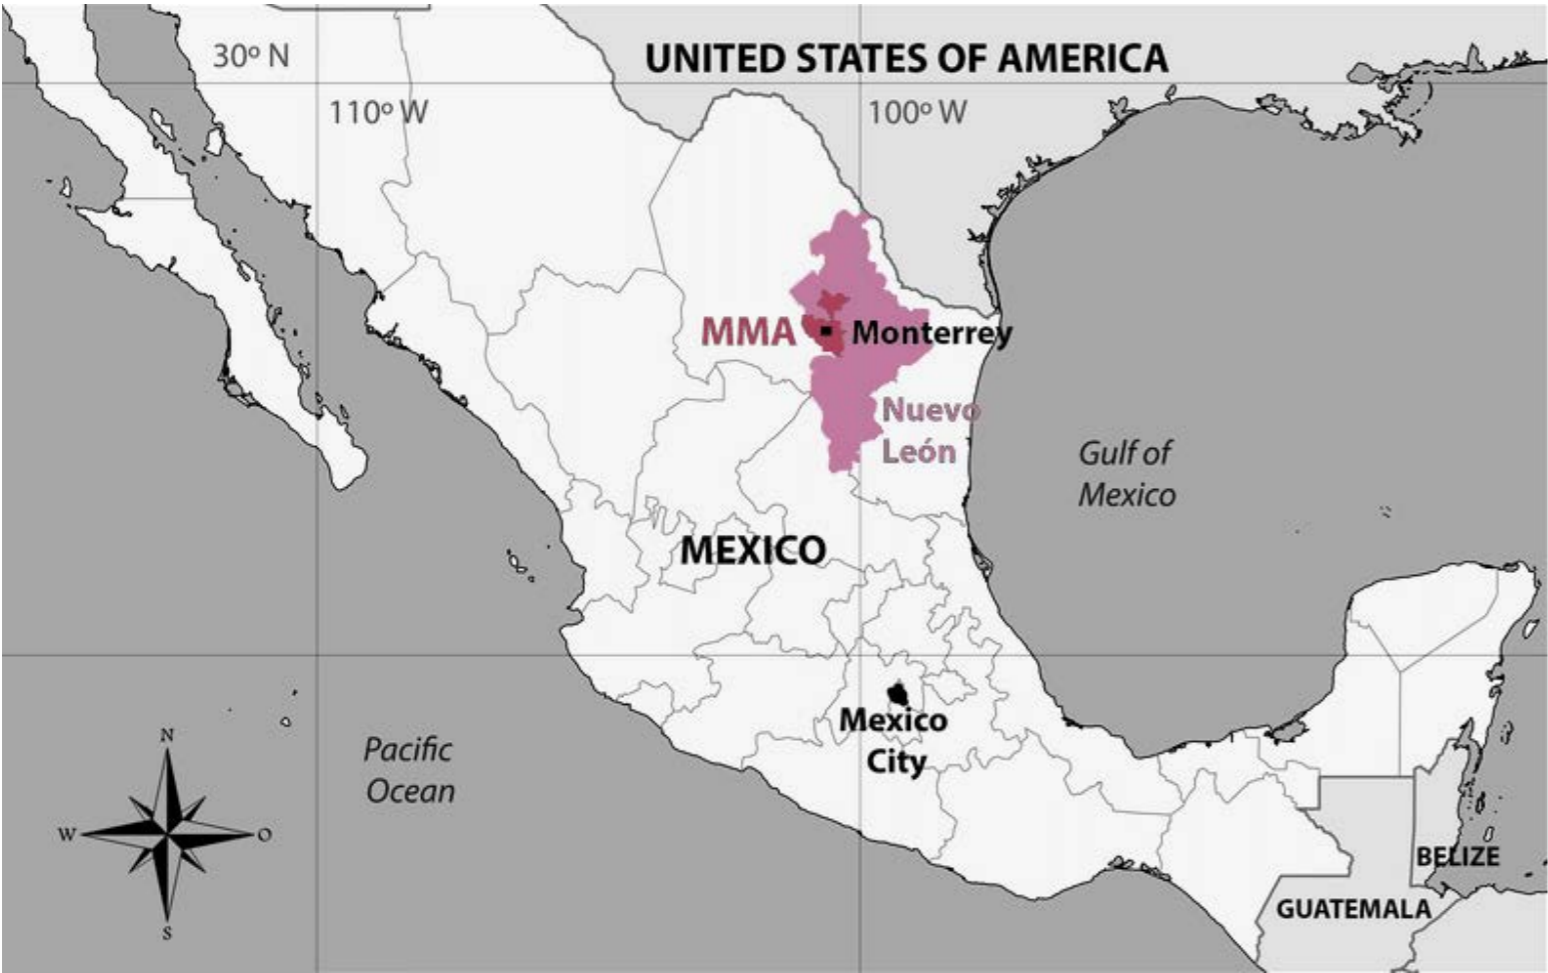 30º N
UNITED STATES OF AMERICA
110º W
100º W
MMA
Monterrey
Nuevo
León
Gulf of
Mexico
MEXICO
Mexico
City
Pacific
Ocean
N
W
O
S
BELIZE
GUATEMALA